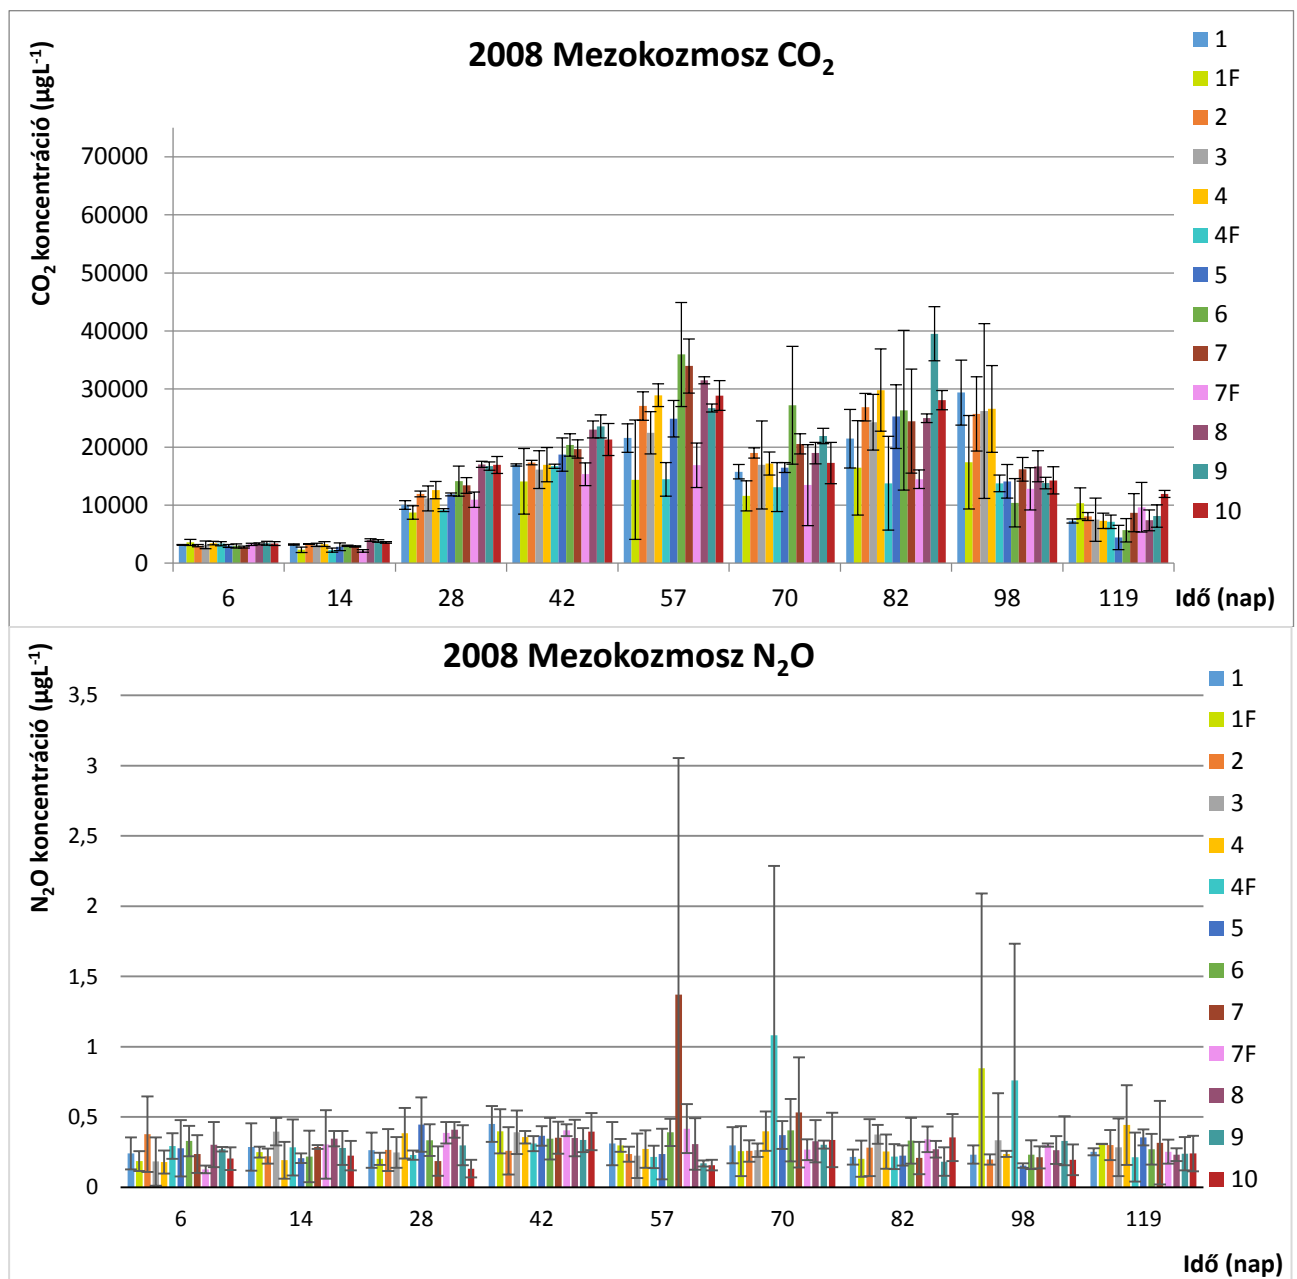 2008 Mezokozmosz CO₂
CO₂ koncentráció (µgL⁻¹)
70000
60000
50000
40000
30000
20000
10000
0
6 14 28 42 57 70 82 98 119 Idő (nap)
1
1F
2
3
4
4F
5
6
7
7F
8
9
10
2008 Mezokozmosz N₂O
N₂O koncentráció (µgL⁻¹)
3,5
3
2,5
2
1,5
1
0,5
0
6 14 28 42 57 70 82 98 119
Idő (nap)
1
1F
2
3
4
4F
5
6
7
7F
8
9
10